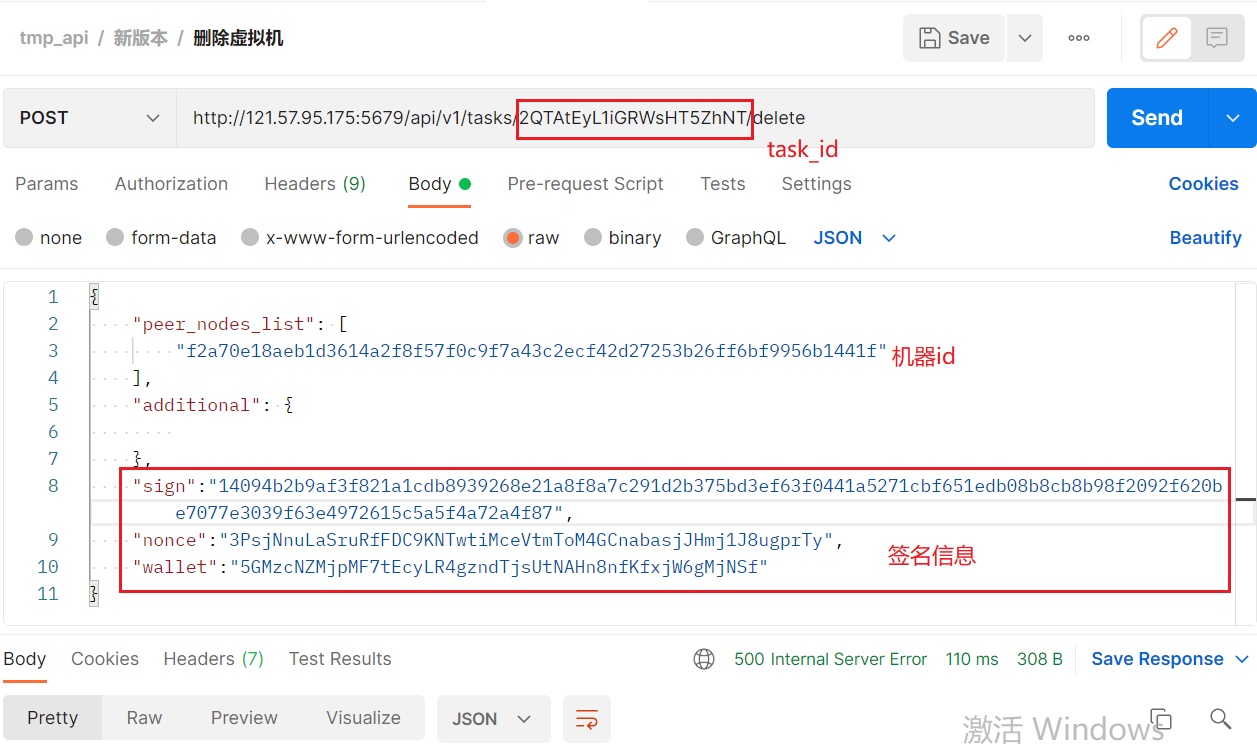 tmp_api / 新版本 / 删除虚拟机
Save
POST
http://121.57.95.175:5679/api/v1/tasks/2QTAtEyL1iGRWsHT5ZhNT/delete
Send
task_id
Params Authorization Headers (9) Body Pre-request Script Tests Settings Cookies
none form-data x-www-form-urlencoded raw binary GraphQL JSON Beautify
1 {
2 "peer_nodes_list": [
3 "f2a70e18aeb1d3614a2f8f57f0c9f7a43c2ecf42d27253b26ff6bf9956b1441f" 机器id
4 ],
5 "additional": {
6
7 },
8 "sign":"14094b2b9af3f821a1cdb8939268e21a8f8a7c291d2b375bd3ef63f0441a5271cbf651edb08b8cb8b98f2092f620b
e7077e3039f63e4972615c5a5f4a72a4f87",
9 "nonce":"3PsjNnuLaSruRfFDC9KNTwtiMceVtmToM4GCnabasjJHmj1J8ugprTy",
签名信息
10 "wallet":"5GMzcNZMjpMF7tEcyLR4gzndTjsUtNAHn8nfKfxjW6gMjNSf"
11 }
Body Cookies Headers (7) Test Results 500 Internal Server Error 110 ms 308 B Save Response
Pretty Raw Preview Visualize JSON
激活 Windows